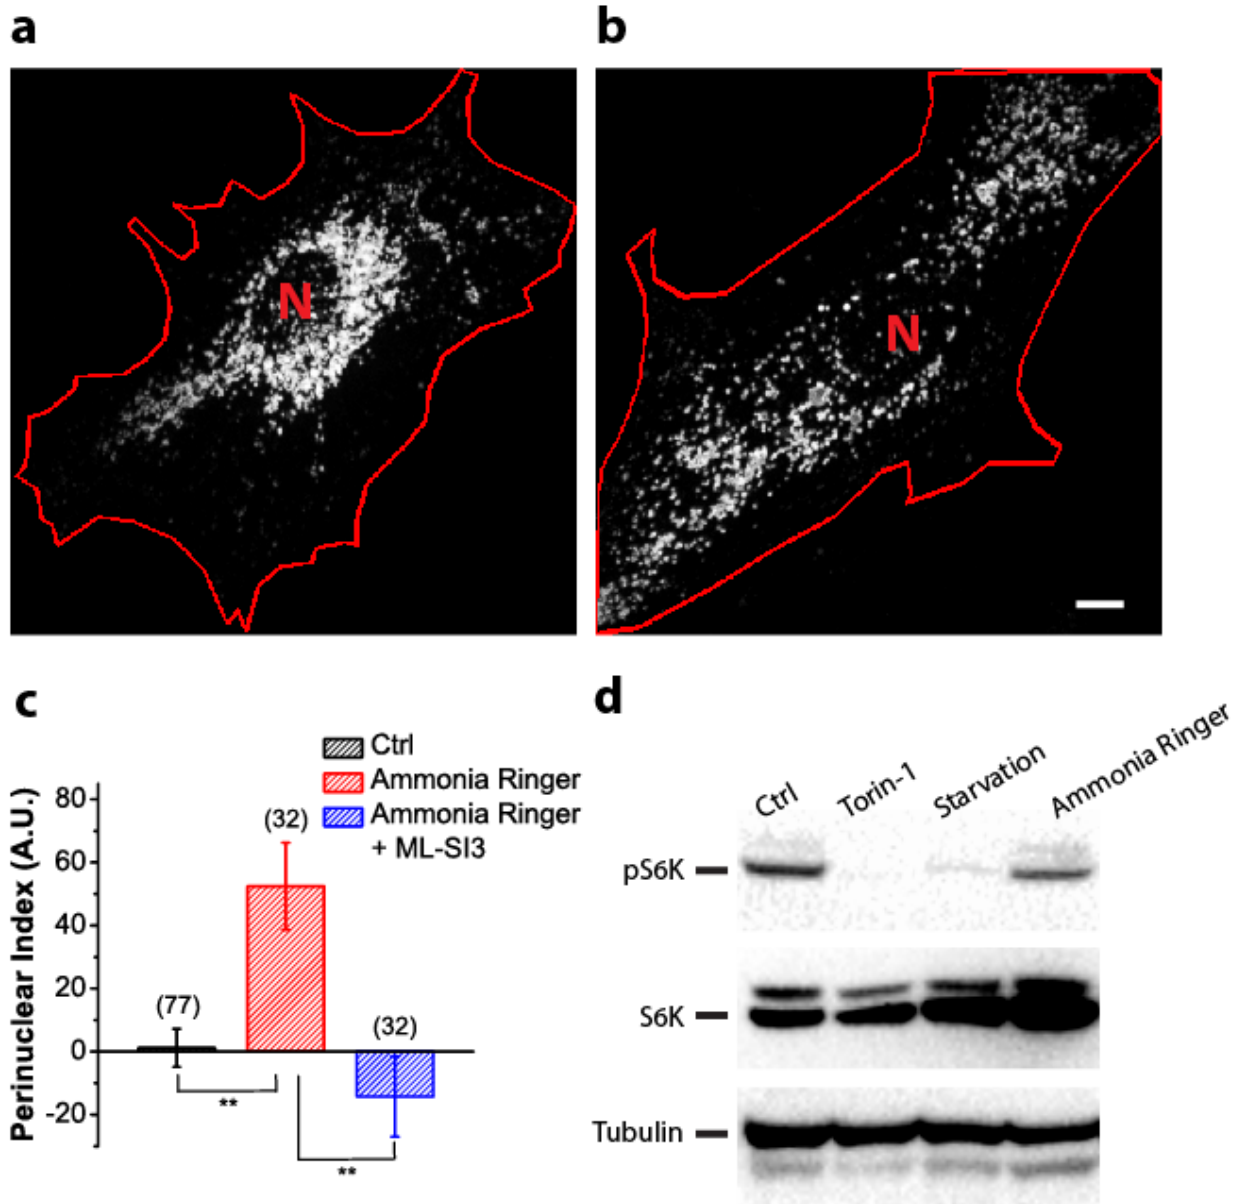 a
b
N
N
c
Ctrl
Ammonia Ringer
Ammonia Ringer
+ ML-SI3
Perinuclear Index (A.U.)
80
60
40
20
0
-20
(77)
(32)
(32)
**
**
d
Ctrl
Torin-1
Starvation
Ammonia Ringer
pS6K
S6K
Tubulin